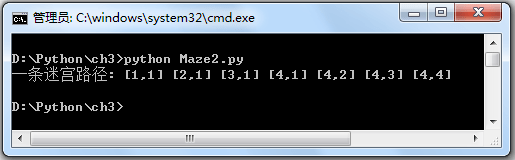 管理员: C:\windows\system32\cmd.exe
D:\Python\ch3>python Maze2.py
一条迷宫路径: [1,1] [2,1] [3,1] [4,1] [4,2] [4,3] [4,4]
D:\Python\ch3>